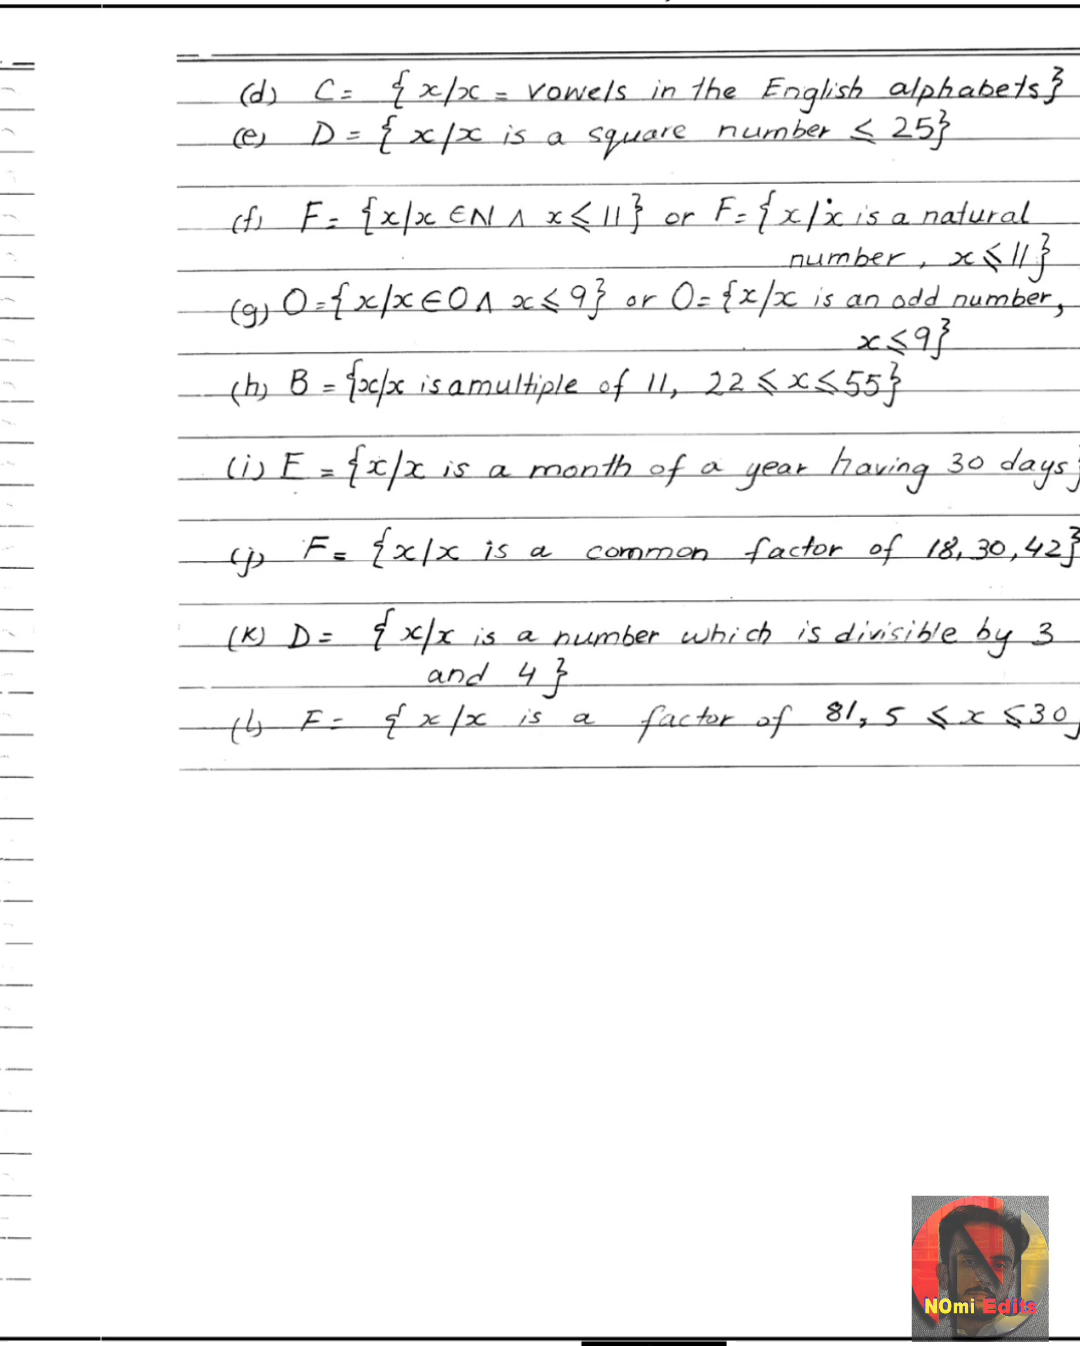 (d) C = { x/x = vowels in the English alphabets}
(e) D = { x/x is a square number ⩽ 25}
(f) F = {x/x ∈ N ∧ x ⩽ 11} or F = {x/x is a natural
number, x ⩽ 11}
(g) O = {x/x ∈ O ∧ x ⩽ 9} or O = {x/x is an odd number,
x ⩽ 9}
(h) B = {x/x is a multiple of 11, 22 ⩽ x ⩽ 55}
(i) E = {x/x is a month of a year having 30 days}
(j) F = {x/x is a common factor of 18, 30, 42}
(K) D = { x/x is a number which is divisible by 3
and 4 }
(l) F = { x/x is a factor of 81, 5 ⩽ x ⩽ 30}
NOmi Edits